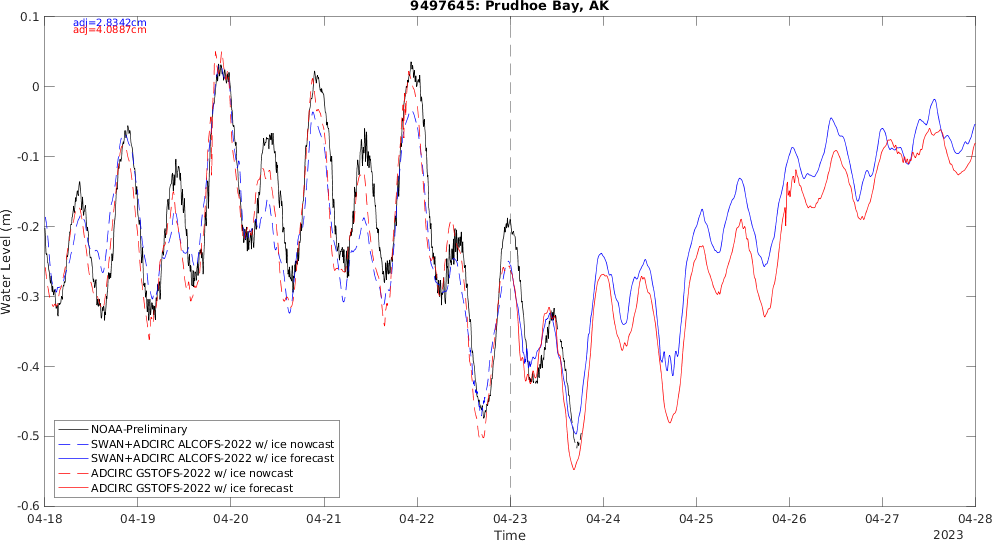 9497645: Prudhoe Bay, AK
adj=2.8342cm
adj=4.0887cm
0.1
0
-0.1
-0.2
-0.3
-0.4
-0.5
-0.6
Water Level (m)
NOAA-Preliminary
SWAN+ADCIRC ALCOFS-2022 w/ ice nowcast
SWAN+ADCIRC ALCOFS-2022 w/ ice forecast
ADCIRC GSTOFS-2022 w/ ice nowcast
ADCIRC GSTOFS-2022 w/ ice forecast
04-18 04-19 04-20 04-21 04-22 04-23 04-24 04-25 04-26 04-27 04-28
Time
2023